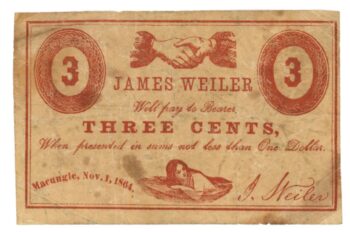 3 3
JAMES WEILER
Will pay to Bearer
THREE CENTS,
When presented in sums not less than One Dollar.
Macungie, Nov. 1, 1864.
J. Weiler